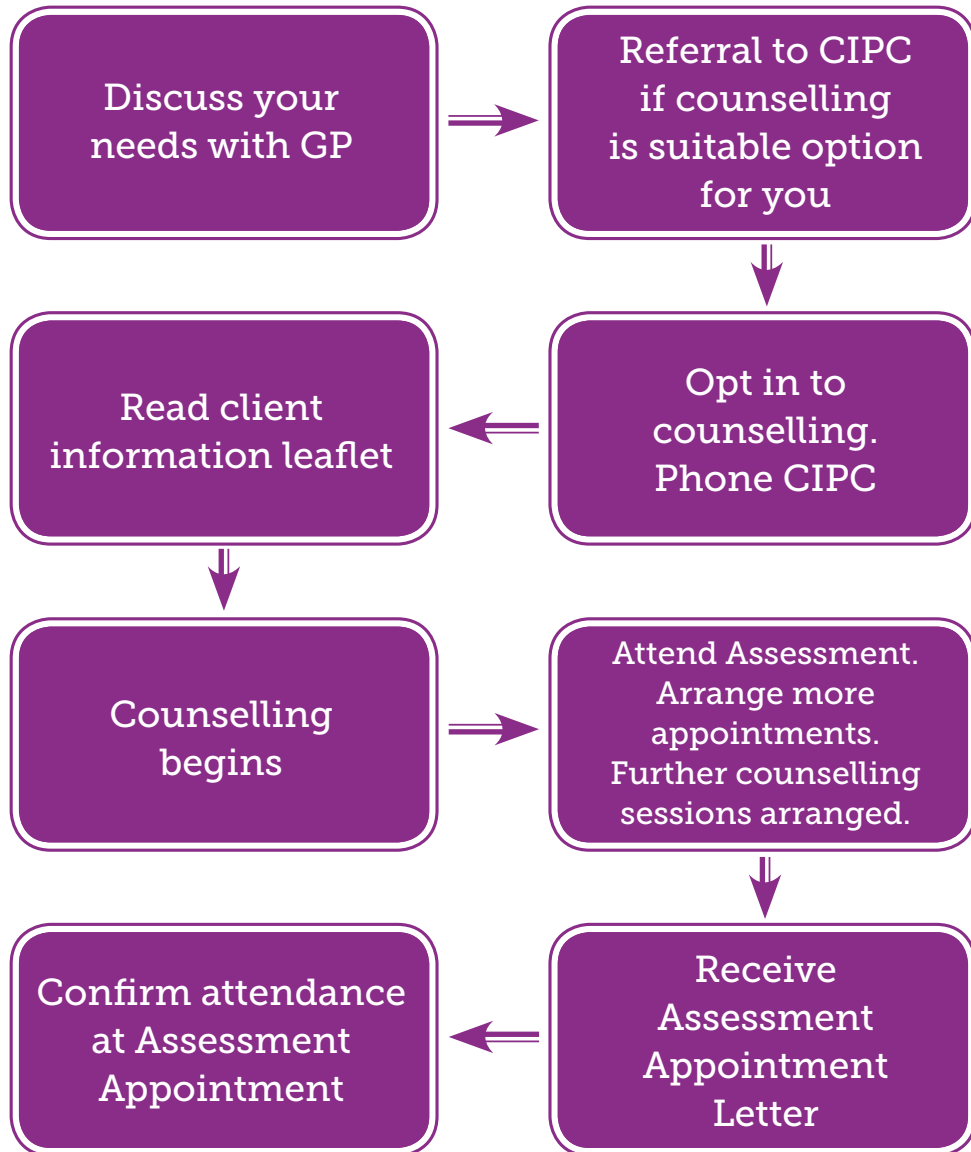 Discuss your
needs with GP
Referral to CIPC
if counselling
is suitable option
for you
Opt in to
counselling.
Phone CIPC
Read client
information leaflet
Counselling
begins
Attend Assessment.
Arrange more
appointments.
Further counselling
sessions arranged.
Receive
Assessment
Appointment
Letter
Confirm attendance
at Assessment
Appointment